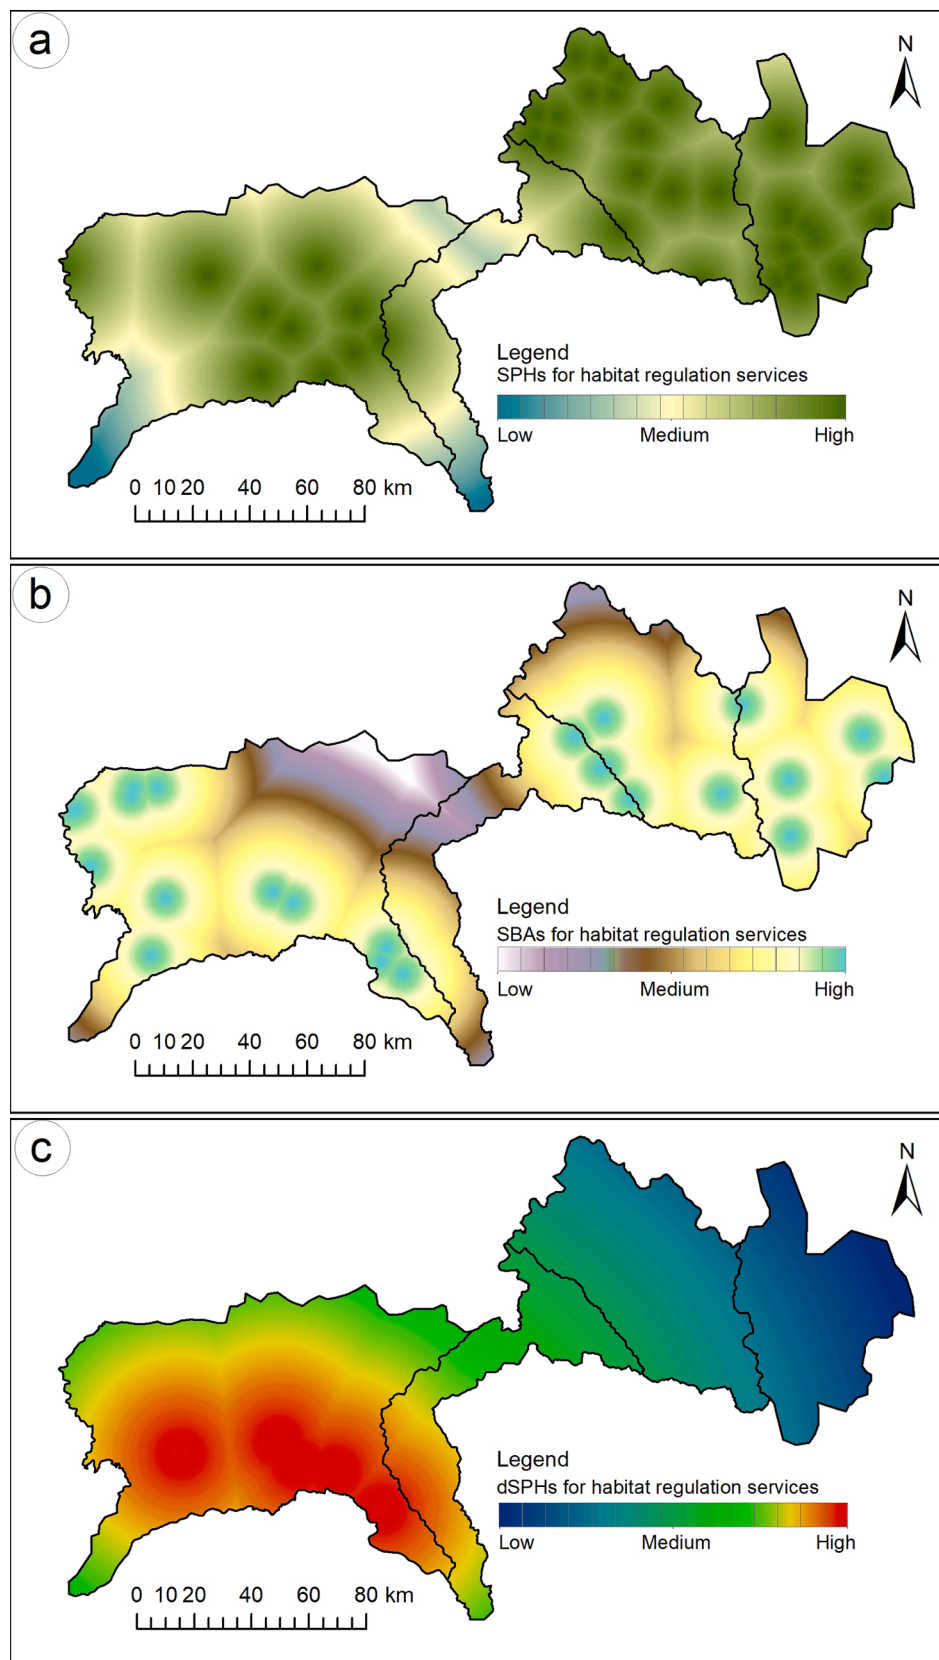 a
N
Legend
SPHs for habitat regulation services
Low Medium High
0 10 20 40 60 80 km
b
N
Legend
SBAs for habitat regulation services
Low Medium High
0 10 20 40 60 80 km
c
N
Legend
dSPHs for habitat regulation services
Low Medium High
0 10 20 40 60 80 km